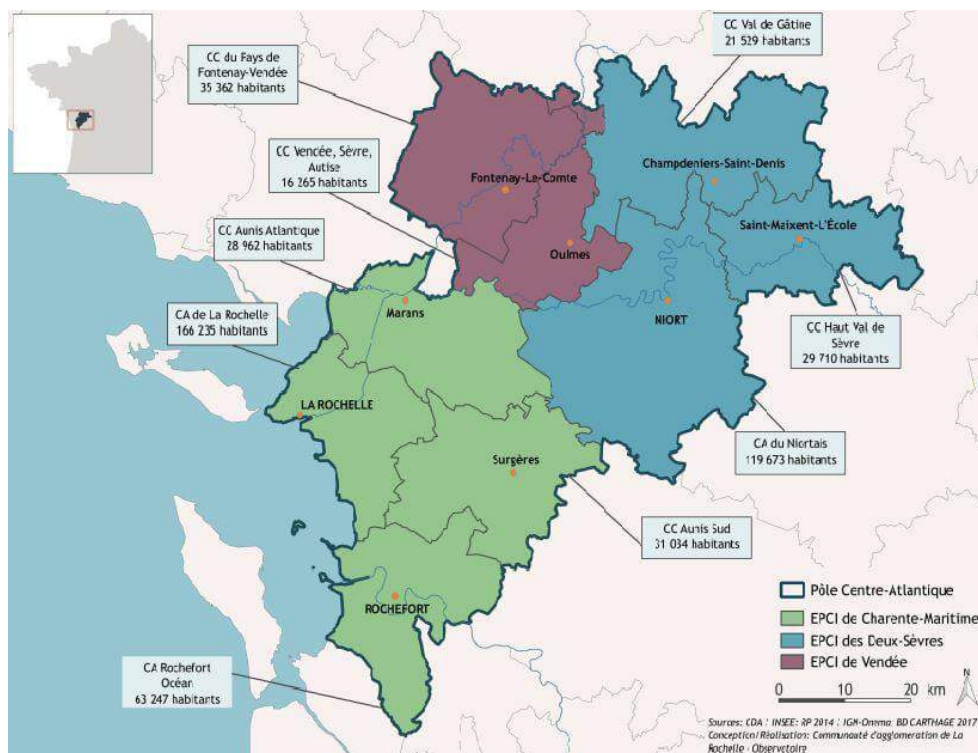 CC Val de Gâtine
21 529 habitants
CC du Pays de
Fontenay-Vendée
35 362 habitants
CC Vencée, Sèvre,
Autise
16 265 habitants
Champdeniers-Saint-Denis
Fontenay-Le-Comte
CC Aunis Atlantique
28 962 habitants
Saint-Maixent-L'École
Oulmes
CA de La Rochelle
166 235 habitants
Marans
NIORT
CC Haut Val de
Sèvre
29 710 habitants
LA ROCHELLE
CA du Niortais
119 673 habitants
Surgères
CC Aunis Sud
31 034 habitants
ROCHEFORT
CA Rochefort
Océan
63 247 habitants
Pôle Centre-Atlantique
EPCI de Charente-Maritime
EPCI des Deux-Sèvres
EPCI de Vendée
N
0 10 20 km
Sources: CDA ; INSEE: RP 2014 ; IGN-Onema: BD CARTHAGE 2017
Conception/Réalisation: Communauté d'agglomeration de La
Rochelle - Observatoire